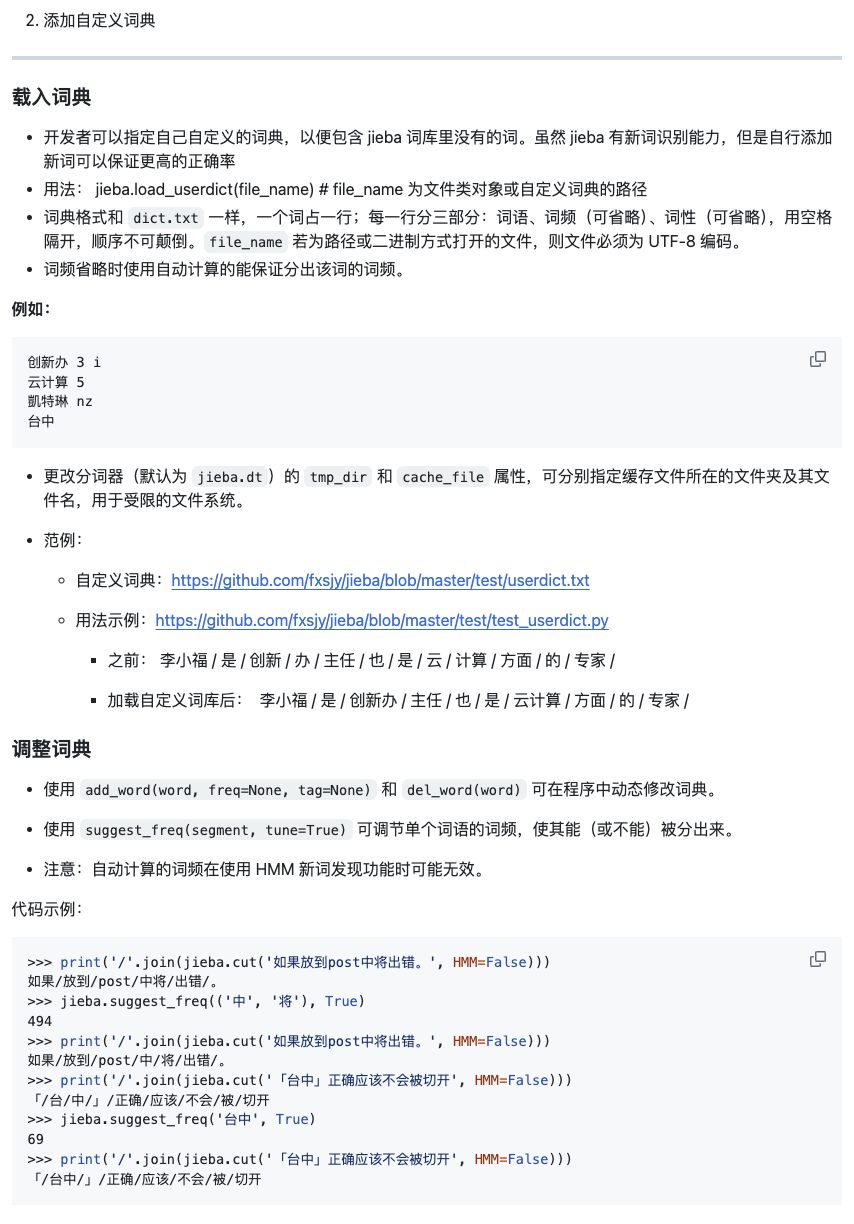 2. 添加自定义词典
载入词典
• 开发者可以指定自己自定义的词典，以便包含 jieba 词库里没有的词。虽然 jieba 有新词识别能力，但是自行添加
新词可以保证更高的正确率
• 用法： jieba.load_userdict(file_name) # file_name 为文件类对象或自定义词典的路径
• 词典格式和 dict.txt 一样，一个词占一行；每一行分三部分：词语、词频（可省略）、词性（可省略），用空格
隔开，顺序不可颠倒。file_name 若为路径或二进制方式打开的文件，则文件必须为 UTF-8 编码。
• 词频省略时使用自动计算的能保证分出该词的词频。
例如：
创新办 3 i
云计算 5
凱特琳 nz
台中
• 更改分词器（默认为 jieba.dt）的 tmp_dir 和 cache_file 属性，可分别指定缓存文件所在的文件夹及其文
件名，用于受限的文件系统。
• 范例：
◦ 自定义词典：https://github.com/fxsjy/jieba/blob/master/test/userdict.txt
◦ 用法示例：https://github.com/fxsjy/jieba/blob/master/test/test_userdict.py
▪ 之前： 李小福 / 是 / 创新 / 办 / 主任 / 也 / 是 / 云 / 计算 / 方面 / 的 / 专家 /
▪ 加载自定义词库后： 李小福 / 是 / 创新办 / 主任 / 也 / 是 / 云计算 / 方面 / 的 / 专家 /
调整词典
• 使用 add_word(word, freq=None, tag=None) 和 del_word(word) 可在程序中动态修改词典。
• 使用 suggest_freq(segment, tune=True) 可调节单个词语的词频，使其能（或不能）被分出来。
• 注意：自动计算的词频在使用 HMM 新词发现功能时可能无效。
代码示例：
>>> print('/'.join(jieba.cut('如果放到post中将出错。', HMM=False)))
如果/放到/post/中将/出错/。
>>> jieba.suggest_freq(('中', '将'), True)
494
>>> print('/'.join(jieba.cut('如果放到post中将出错。', HMM=False)))
如果/放到/post/中/将/出错/。
>>> print('/'.join(jieba.cut('「台中」正确应该不会被切开', HMM=False)))
「/台/中/」/正确/应该/不会/被/切开
>>> jieba.suggest_freq('台中', True)
69
>>> print('/'.join(jieba.cut('「台中」正确应该不会被切开', HMM=False)))
「/台中/」/正确/应该/不会/被/切开